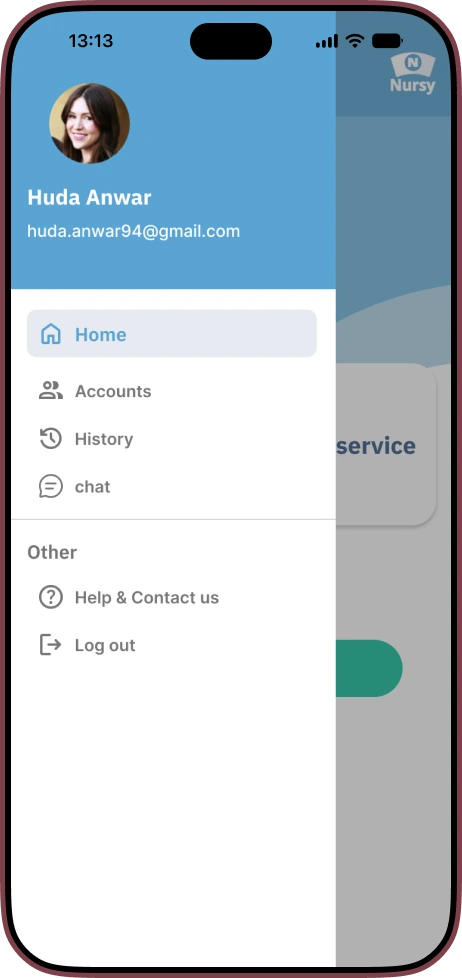 13:13
N
Nursy
Huda Anwar
huda.anwar94@gmail.com
Home
Accounts
History
service
chat
Other
Help & Contact us
Log out